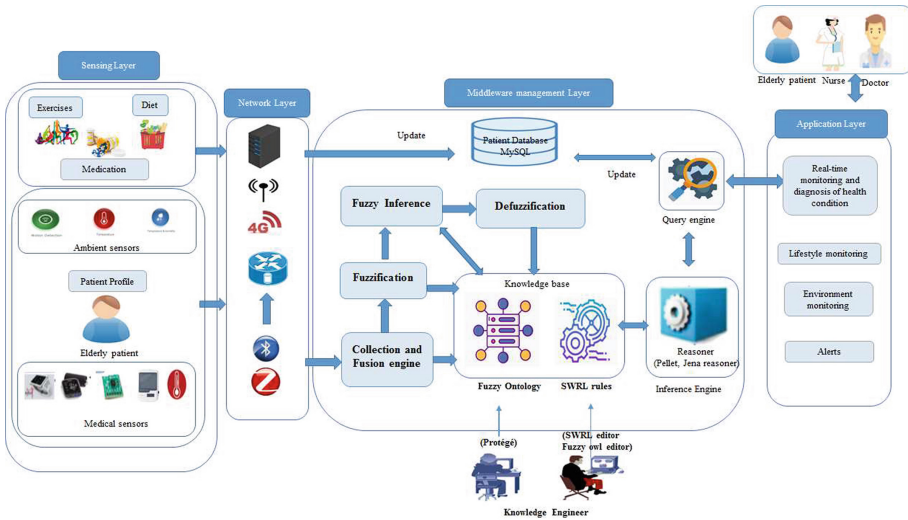 Sensing Layer
Exercises
Diet
Medication
Ambient sensors
Patient Profile
Elderly patient
Medical sensors
Network Layer
4G
Middleware management Layer
Update
Patient Database
MySQL
Update
Query engine
Fuzzy Inference
Defuzzification
Fuzzification
Collection and
Fusion engine
Knowledge base
Fuzzy Ontology
SWRL rules
Reasoner
(Pellet, Jena reasoner)
Inference Engine
(Protégé)
(SWRL editor
Fuzzy owl editor)
Knowledge Engineer
Elderly patient
Nurse
Doctor
Application Layer
Real-time
monitoring and
diagnosis of health
condition
Lifestyle monitoring
Environment
monitoring
Alerts